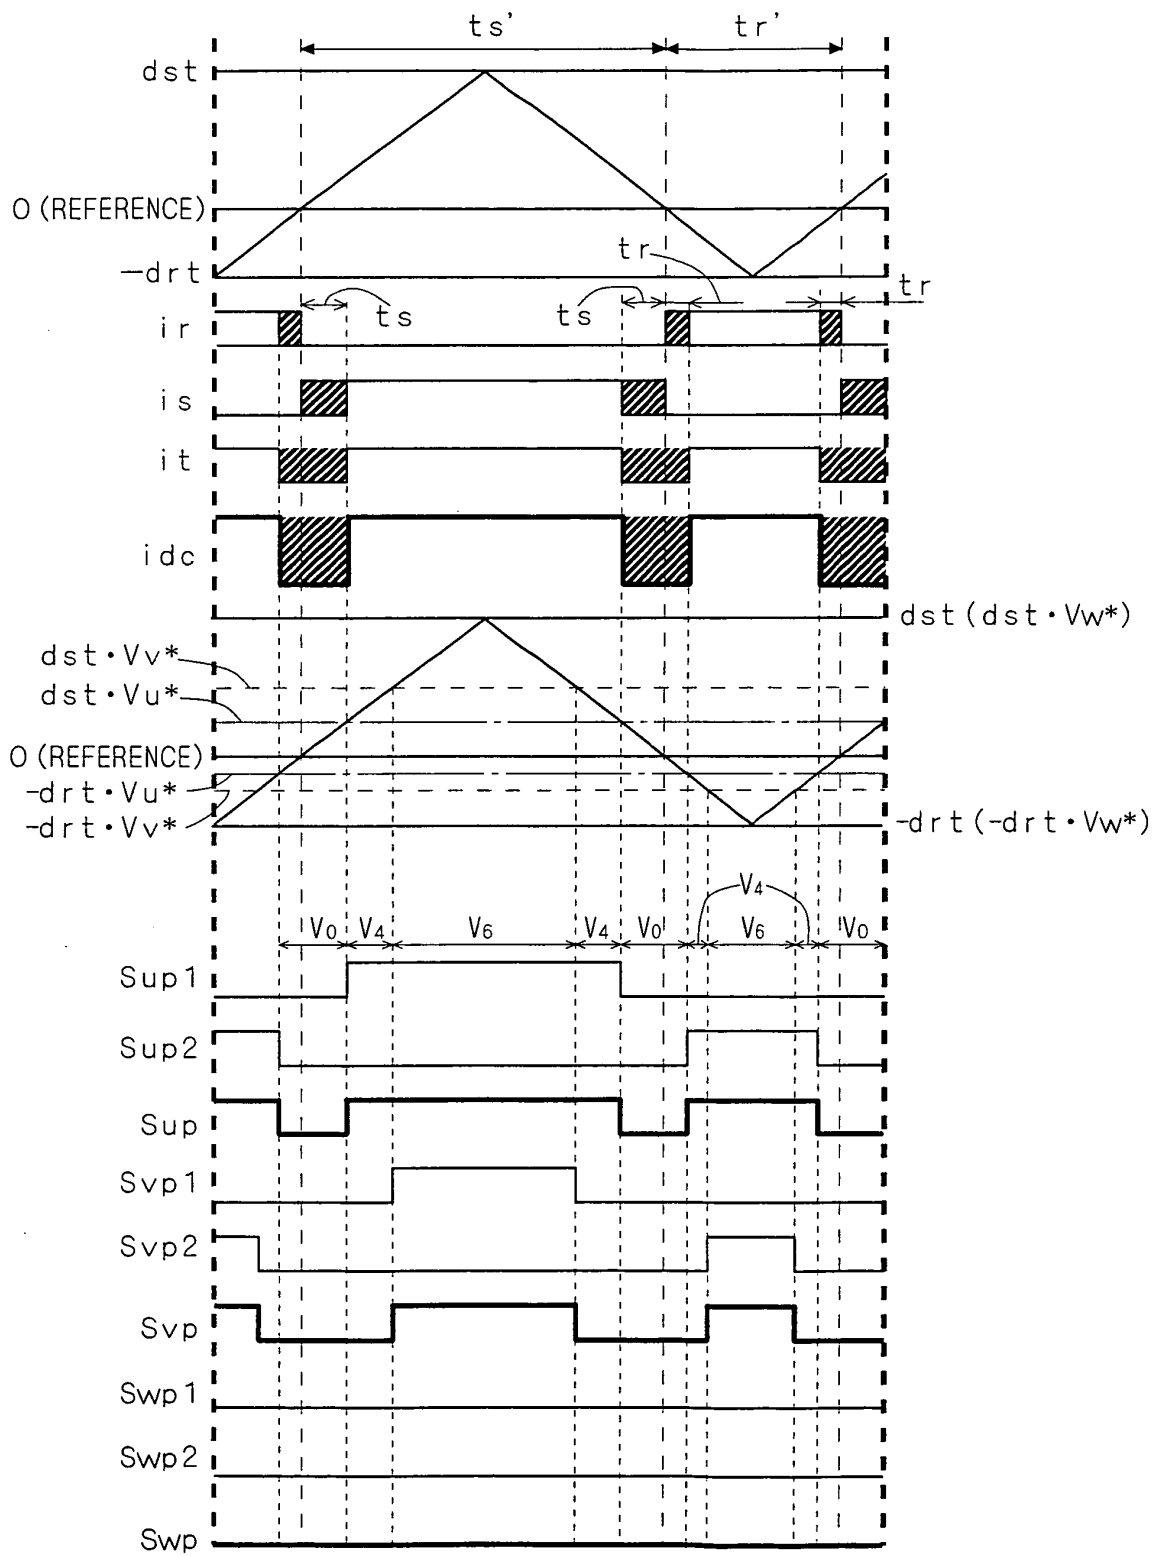 ts' tr'
dst
0 (REFERENCE)
-drt
tr
tr
ts ts
ir
is
it
idc
dst (dst・Vw*)
dst・Vv*
dst・Vu*
0 (REFERENCE)
-drt・Vu*
-drt・Vv*
-drt (-drt・Vw*)
V4
V0 V4 V6 V4 V0 V6 V0
Sup1
Sup2
Sup
Svp1
Svp2
Svp
Swp1
Swp2
Swp